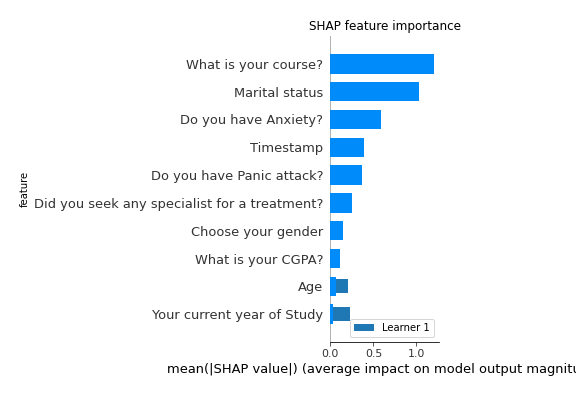 SHAP feature importance
What is your course?
Marital status
Do you have Anxiety?
Timestamp
Do you have Panic attack?
Did you seek any specialist for a treatment?
Choose your gender
What is your CGPA?
Age
Your current year of Study
feature
Learner 1
0.0 0.5 1.0
mean(|SHAP value|) (average impact on model output magnitu